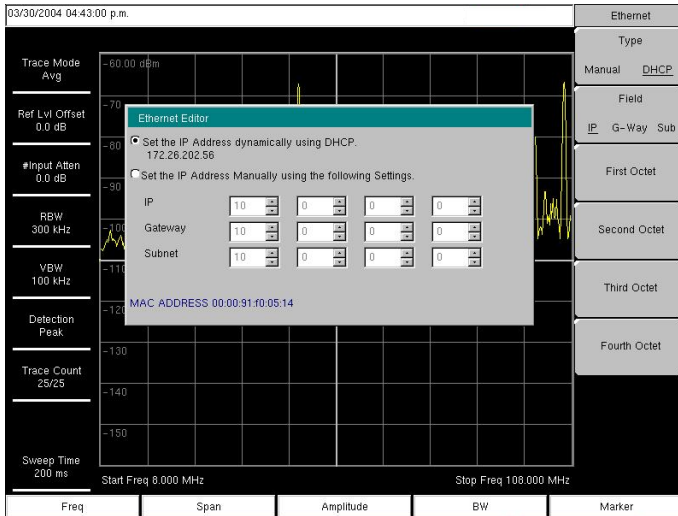 03/30/2004 04:43:00 p.m.
Ethernet
Trace Mode
Avg
Ref Lvl Offset
0.0 dB
#Input Atten
0.0 dB
RBW
300 kHz
VBW
100 kHz
Detection
Peak
Trace Count
25/25
Sweep Time
200 ms
-60.00 dBm
-70
-80
-90
-100
-110
-120
-130
-140
-150
Ethernet Editor
Set the IP Address dynamically using DHCP.
172.26.202.56
Set the IP Address Manually using the following Settings.
IP 10 0 0 0
Gateway 10 0 0 0
Subnet 10 0 0 0
MAC ADDRESS 00:00:91:f0:05:14
Start Freq 8.000 MHz Stop Freq 108.000 MHz
Type
Manual DHCP
Field
IP G-Way Sub
First Octet
Second Octet
Third Octet
Fourth Octet
Freq Span Amplitude BW Marker